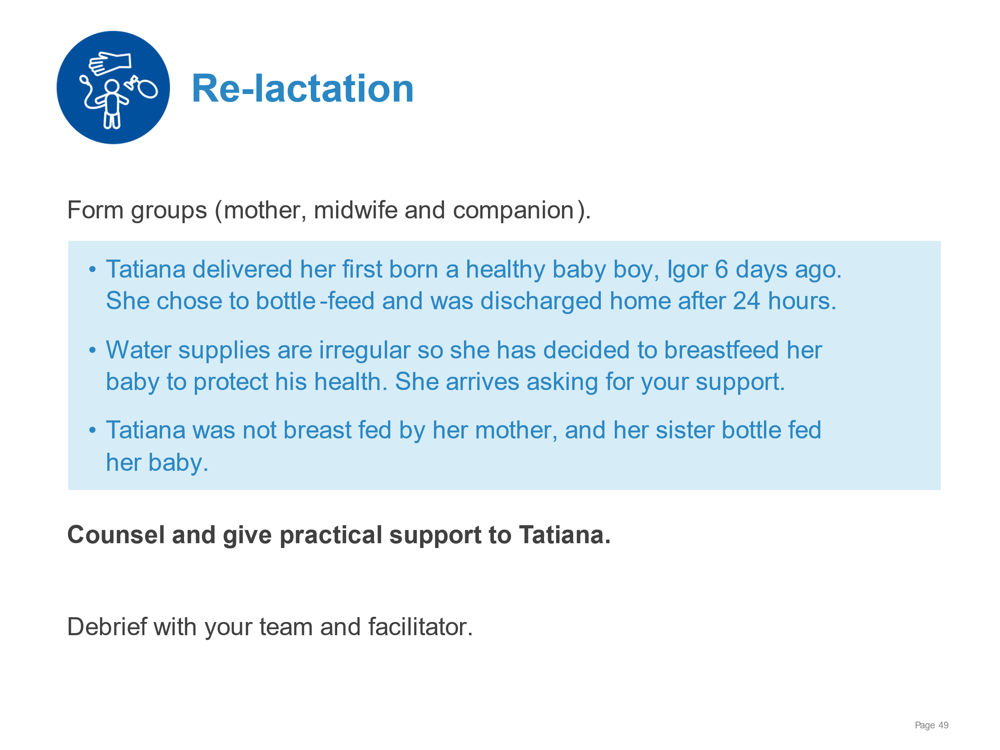 Re-lactation
Form groups (mother, midwife and companion).
• Tatiana delivered her first born a healthy baby boy, Igor 6 days ago.
She chose to bottle-feed and was discharged home after 24 hours.
• Water supplies are irregular so she has decided to breastfeed her
baby to protect his health. She arrives asking for your support.
• Tatiana was not breast fed by her mother, and her sister bottle fed
her baby.
Counsel and give practical support to Tatiana.
Debrief with your team and facilitator.
Page 49